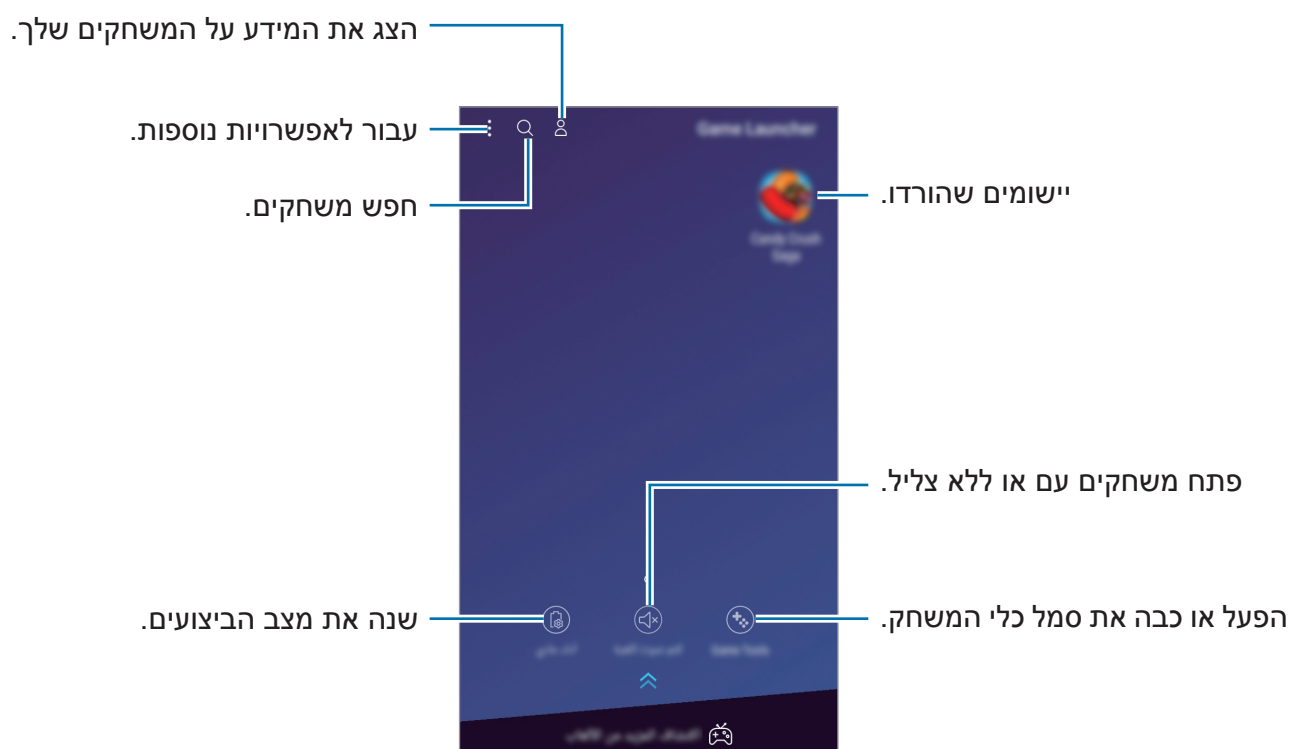 הצג את המידע על המשחקים שלך.
עבור לאפשרויות נוספות.
Game Launcher
חפש משחקים.
יישומים שהורדו.
Candy Crush
Saga
פתח משחקים עם או ללא צליל.
הפעל או כבה את סמל כלי המשחק.
שנה את מצב הביצועים.
Game Tools